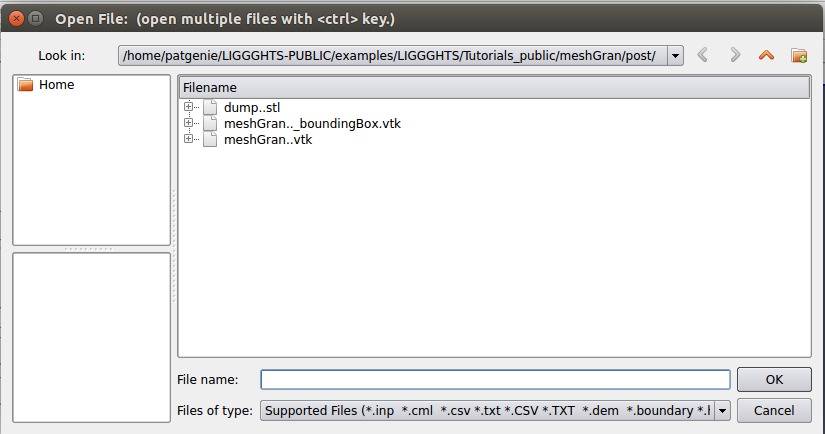 Open File:  (open multiple files with <ctrl> key.)
Look in: /home/patgenie/LIGGGHTS-PUBLIC/examples/LIGGGHTS/Tutorials_public/meshGran/post/
Home
Filename
dump..stl
meshGran.._boundingBox.vtk
meshGran..vtk
File name: OK
Files of type: Supported Files (*.inp *.cml *.csv *.txt *.CSV *.TXT *.dem *.boundary Cancel